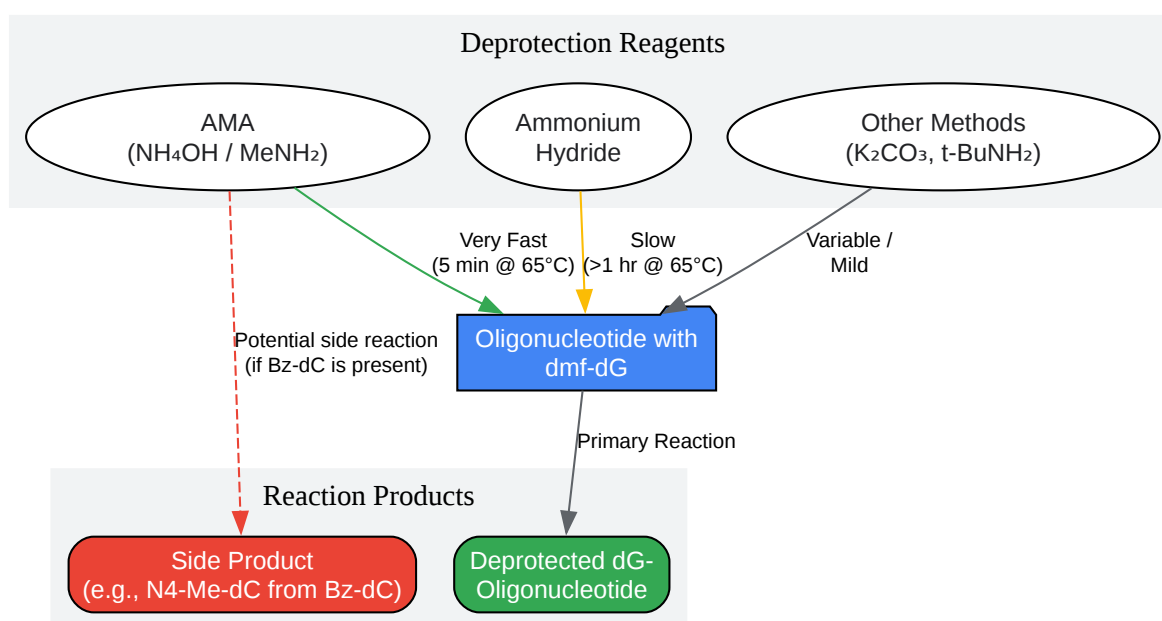 Deprotection Reagents
AMA
(NH₄OH / MeNH₂)
Ammonium
Hydride
Other Methods
(K₂CO₃, t-BuNH₂)
Very Fast
(5 min @ 65°C)
Slow
(>1 hr @ 65°C)
Variable /
Mild
Potential side reaction
(if Bz-dC is present)
Oligonucleotide with
dmf-dG
Primary Reaction
Reaction Products
Side Product
(e.g., N4-Me-dC from Bz-dC)
Deprotected dG-
Oligonucleotide